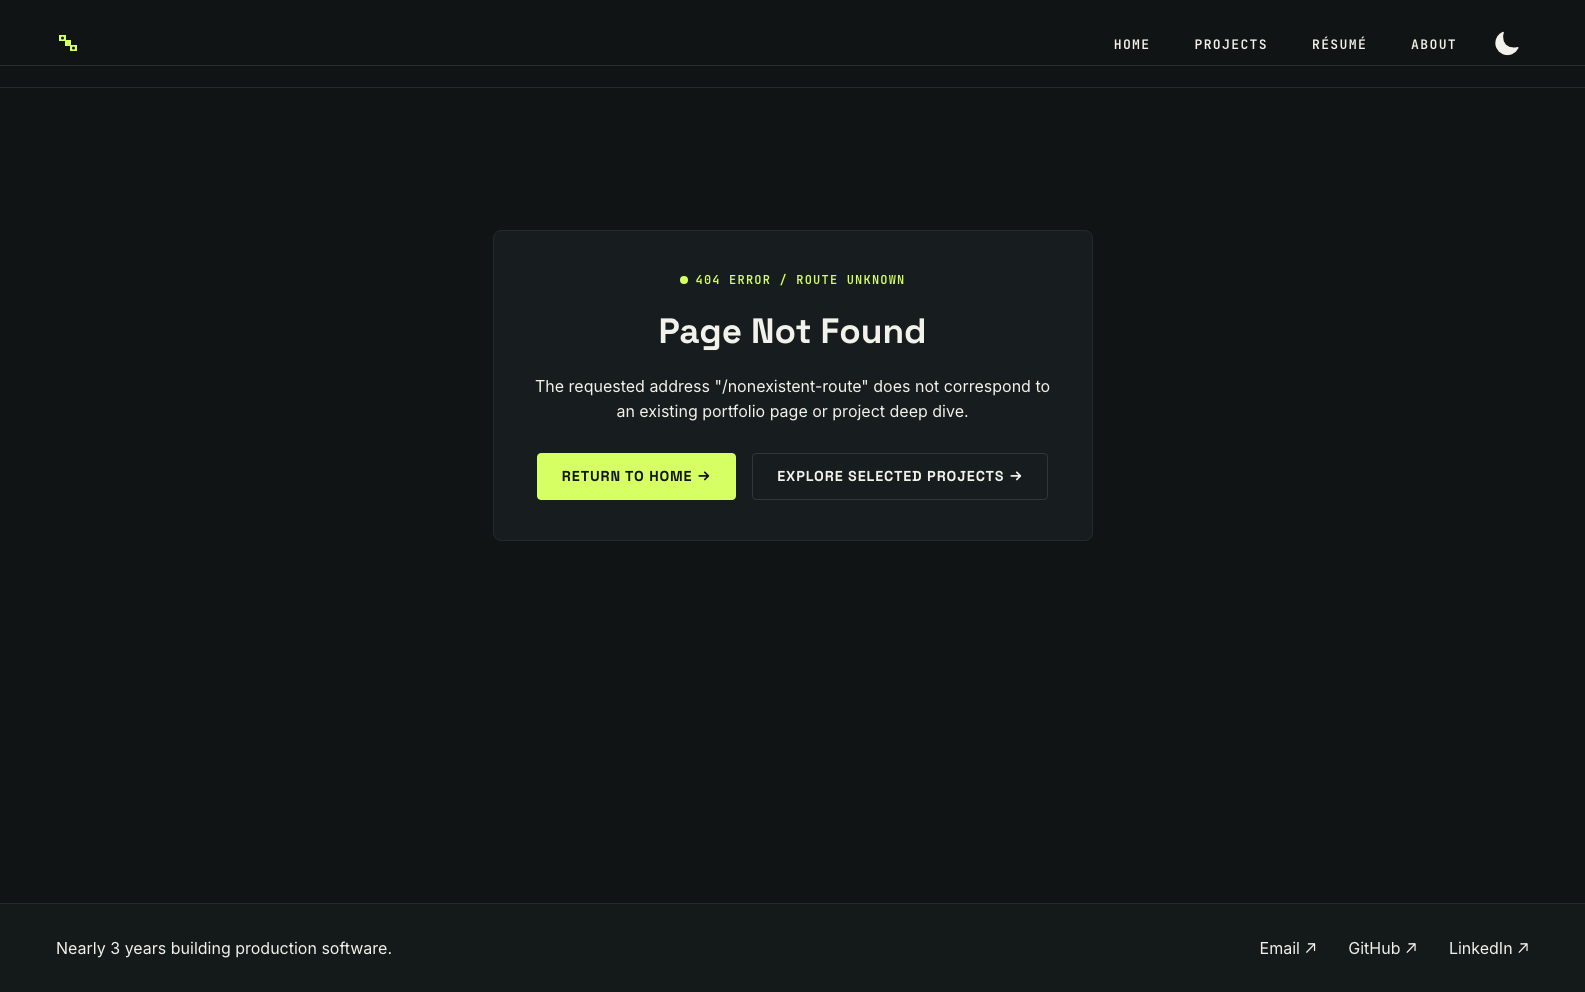 HOME PROJECTS RÉSUMÉ ABOUT
404 ERROR / ROUTE UNKNOWN
Page Not Found
The requested address "/nonexistent-route" does not correspond to
an existing portfolio page or project deep dive.
RETURN TO HOME → EXPLORE SELECTED PROJECTS →
Nearly 3 years building production software. Email ↗ GitHub ↗ LinkedIn ↗